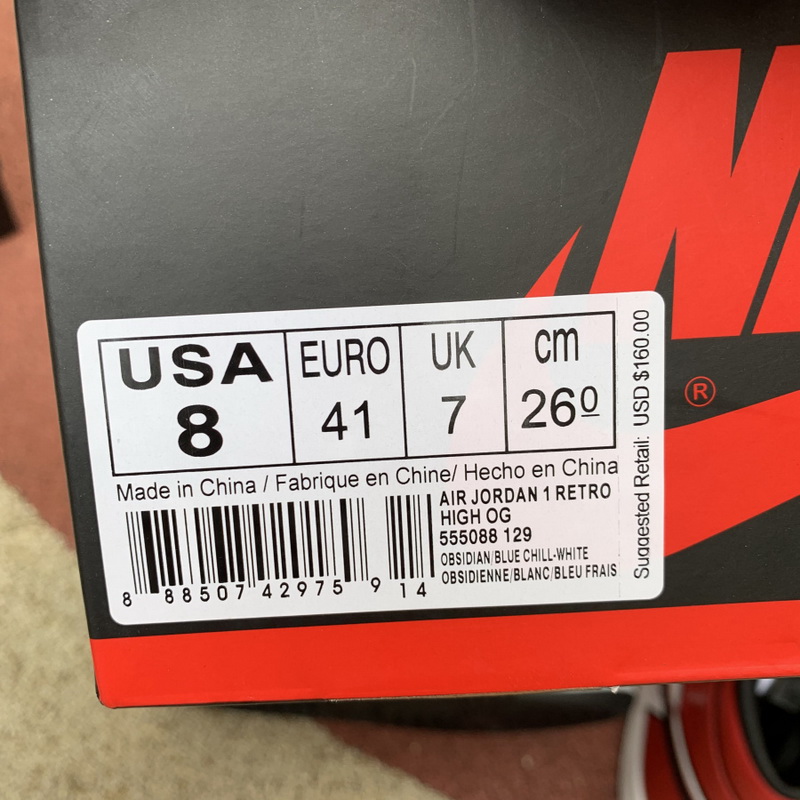 USA EURO UK cm
8 41 7 26⁰
Made in China / Fabrique en Chine/ Hecho en China
AIR JORDAN 1 RETRO
HIGH OG
555088 129
OBSIDIAN/BLUE CHILL-WHITE
OBSIDIENNE/BLANC/BLEU FRAIS
8 88507 42975 9 14
Suggested Retail: USD $160.00
®